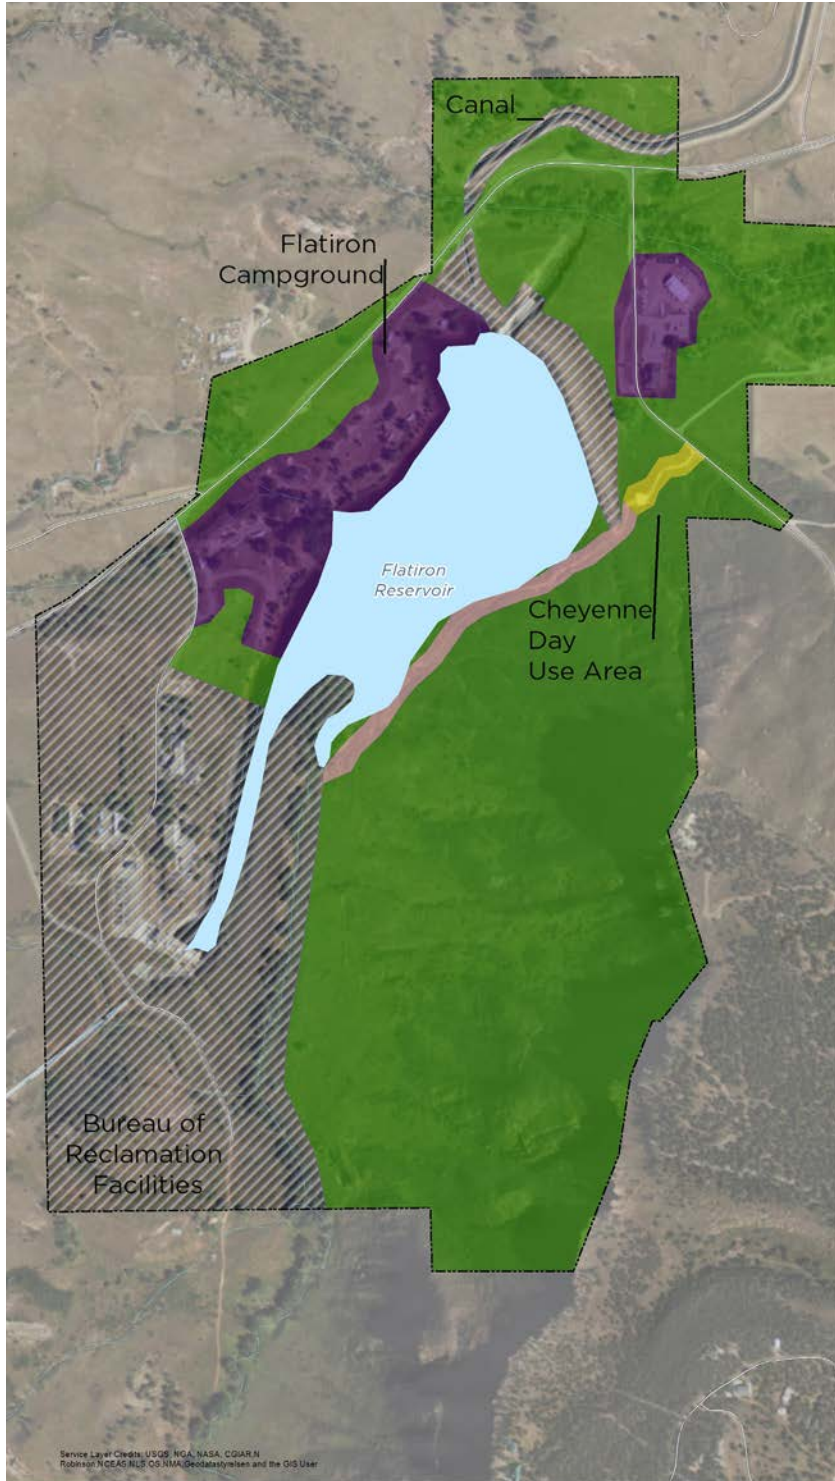 Canal
Flatiron
Campground
Flatiron
Reservoir
Cheyenne
Day
Use Area
Bureau of
Reclamation
Facilities
Service Layer Credits: USGS, NGA, NASA, CGIAR,N
Robinson,NCEAS,NLS,OS,NMA,Geodatastyrelsen and the GIS User